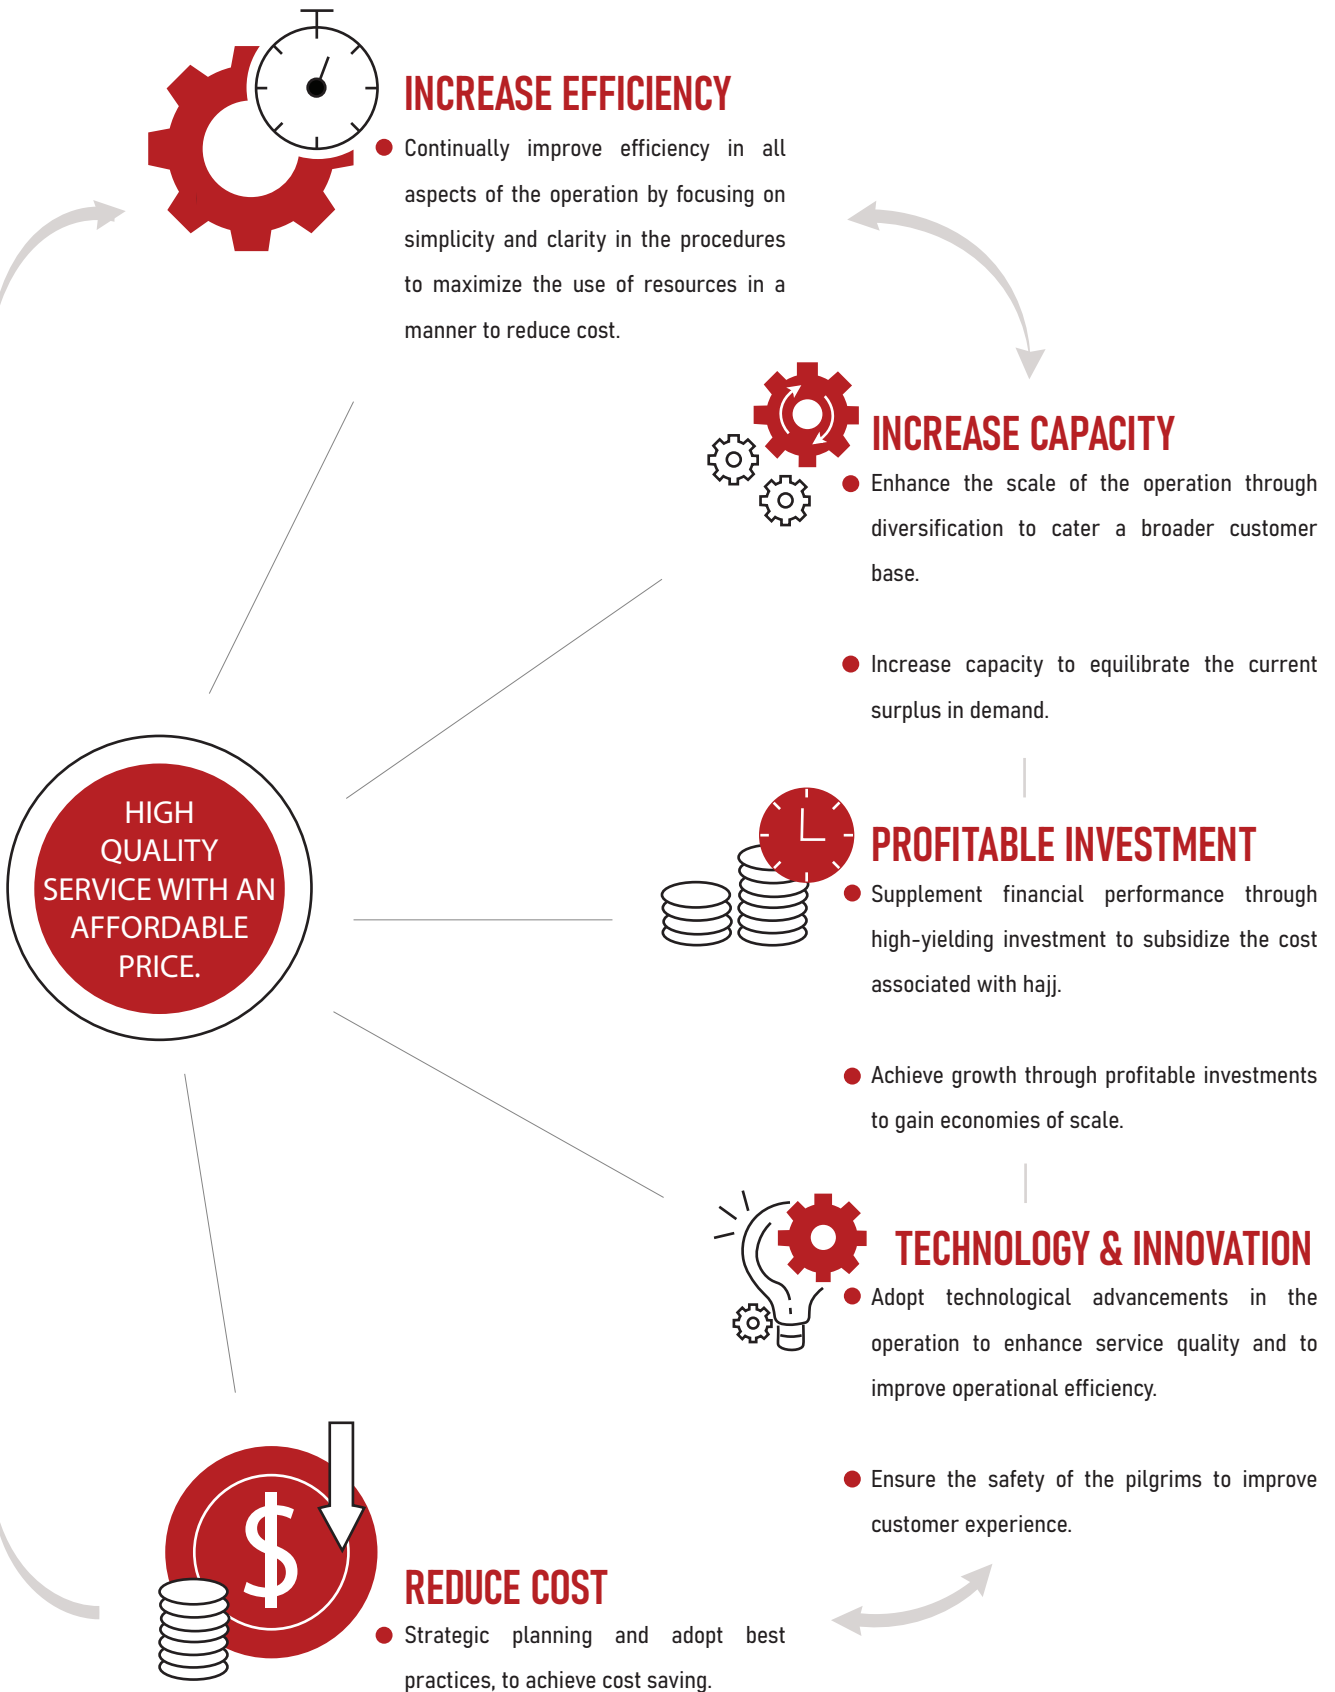 INCREASE EFFICIENCY
Continually improve efficiency in all
aspects of the operation by focusing on
simplicity and clarity in the procedures
to maximize the use of resources in a
manner to reduce cost.
INCREASE CAPACITY
Enhance the scale of the operation through
diversification to cater a broader customer
base.
Increase capacity to equilibrate the current
surplus in demand.
HIGH
QUALITY
SERVICE WITH AN
AFFORDABLE
PRICE.
PROFITABLE INVESTMENT
Supplement financial performance through
high-yielding investment to subsidize the cost
associated with hajj.
Achieve growth through profitable investments
to gain economies of scale.
TECHNOLOGY & INNOVATION
Adopt technological advancements in the
operation to enhance service quality and to
improve operational efficiency.
Ensure the safety of the pilgrims to improve
customer experience.
$
REDUCE COST
Strategic planning and adopt best
practices, to achieve cost saving.